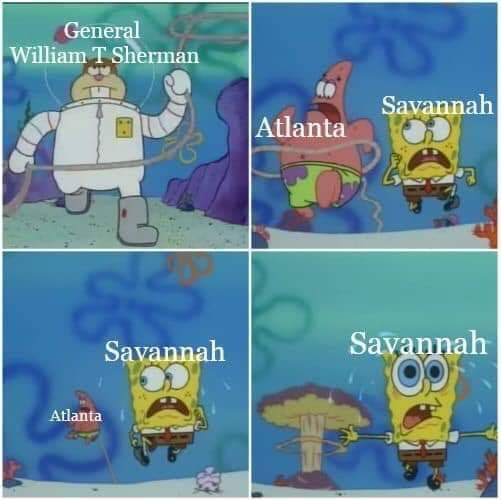 General
William T Sherman
Atlanta
Savannah
Atlanta
Savannah
Savannah